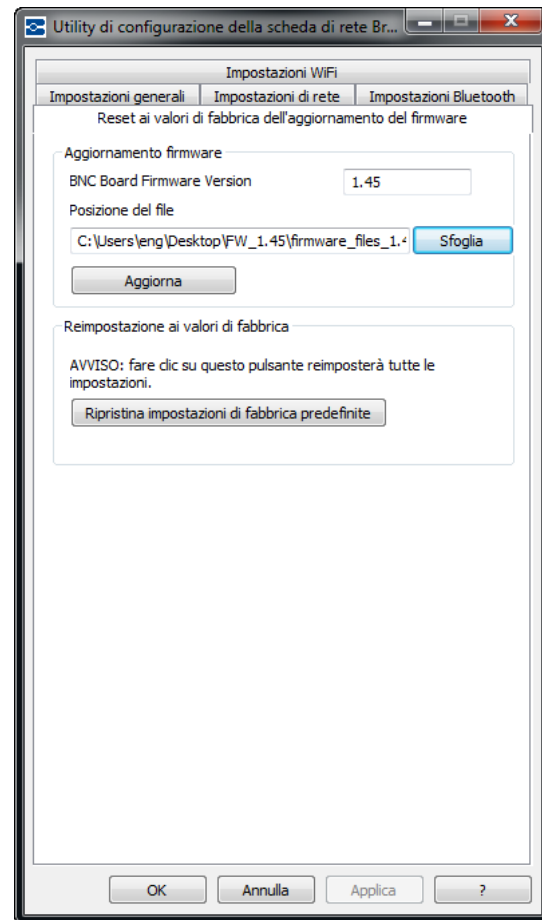 Utility di configurazione della scheda di rete Br...
Impostazioni WiFi
Impostazioni generali Impostazioni di rete Impostazioni Bluetooth
Reset ai valori di fabbrica dell'aggiornamento del firmware
Aggiornamento firmware
BNC Board Firmware Version 1.45
Posizione del file
C:\Users\eng\Desktop\FW_1.45\firmware_files_1.4 Sfoglia
Aggiorna
Reimpostazione ai valori di fabbrica
AVVISO: fare clic su questo pulsante reimposterà tutte le
impostazioni.
Ripristina impostazioni di fabbrica predefinite
OK Annulla Applica ?